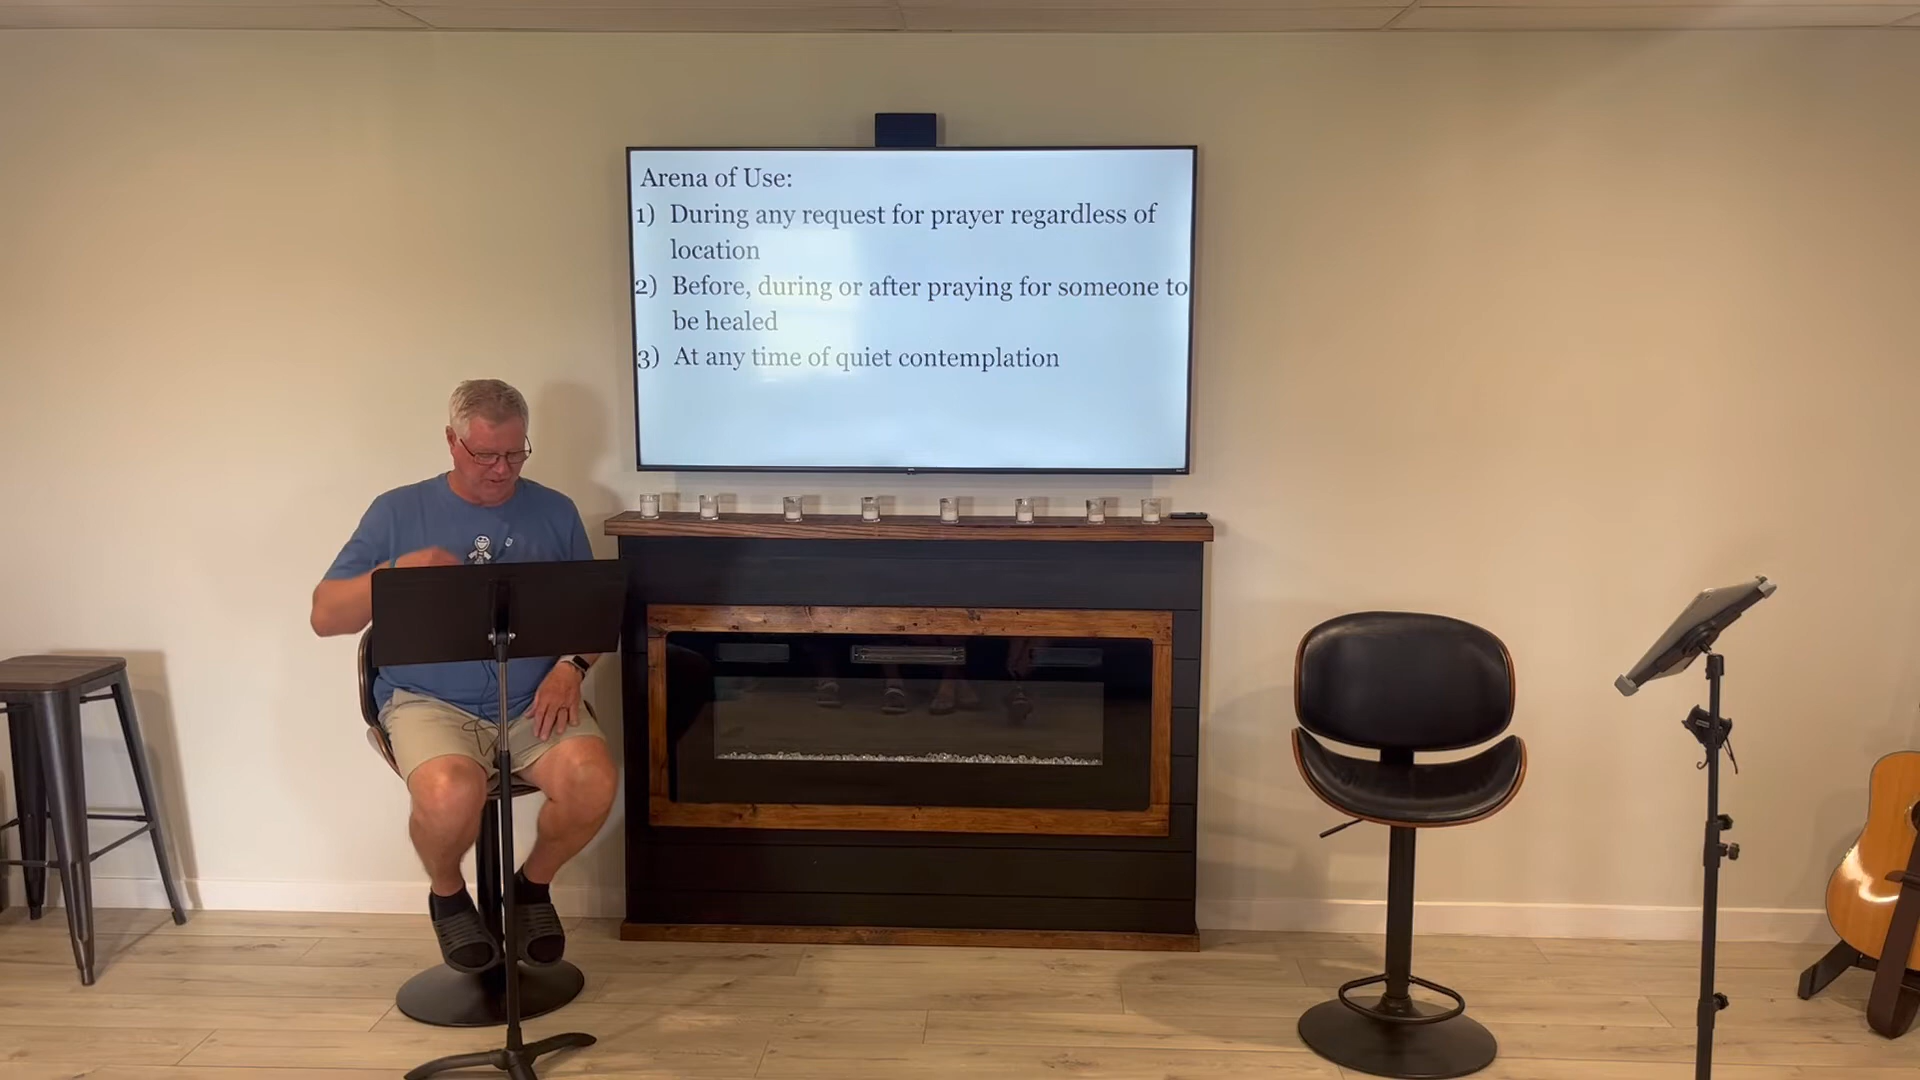 Arena of Use:
1) During any request for prayer regardless of
location
2) Before, during or after praying for someone to
be healed
3) At any time of quiet contemplation